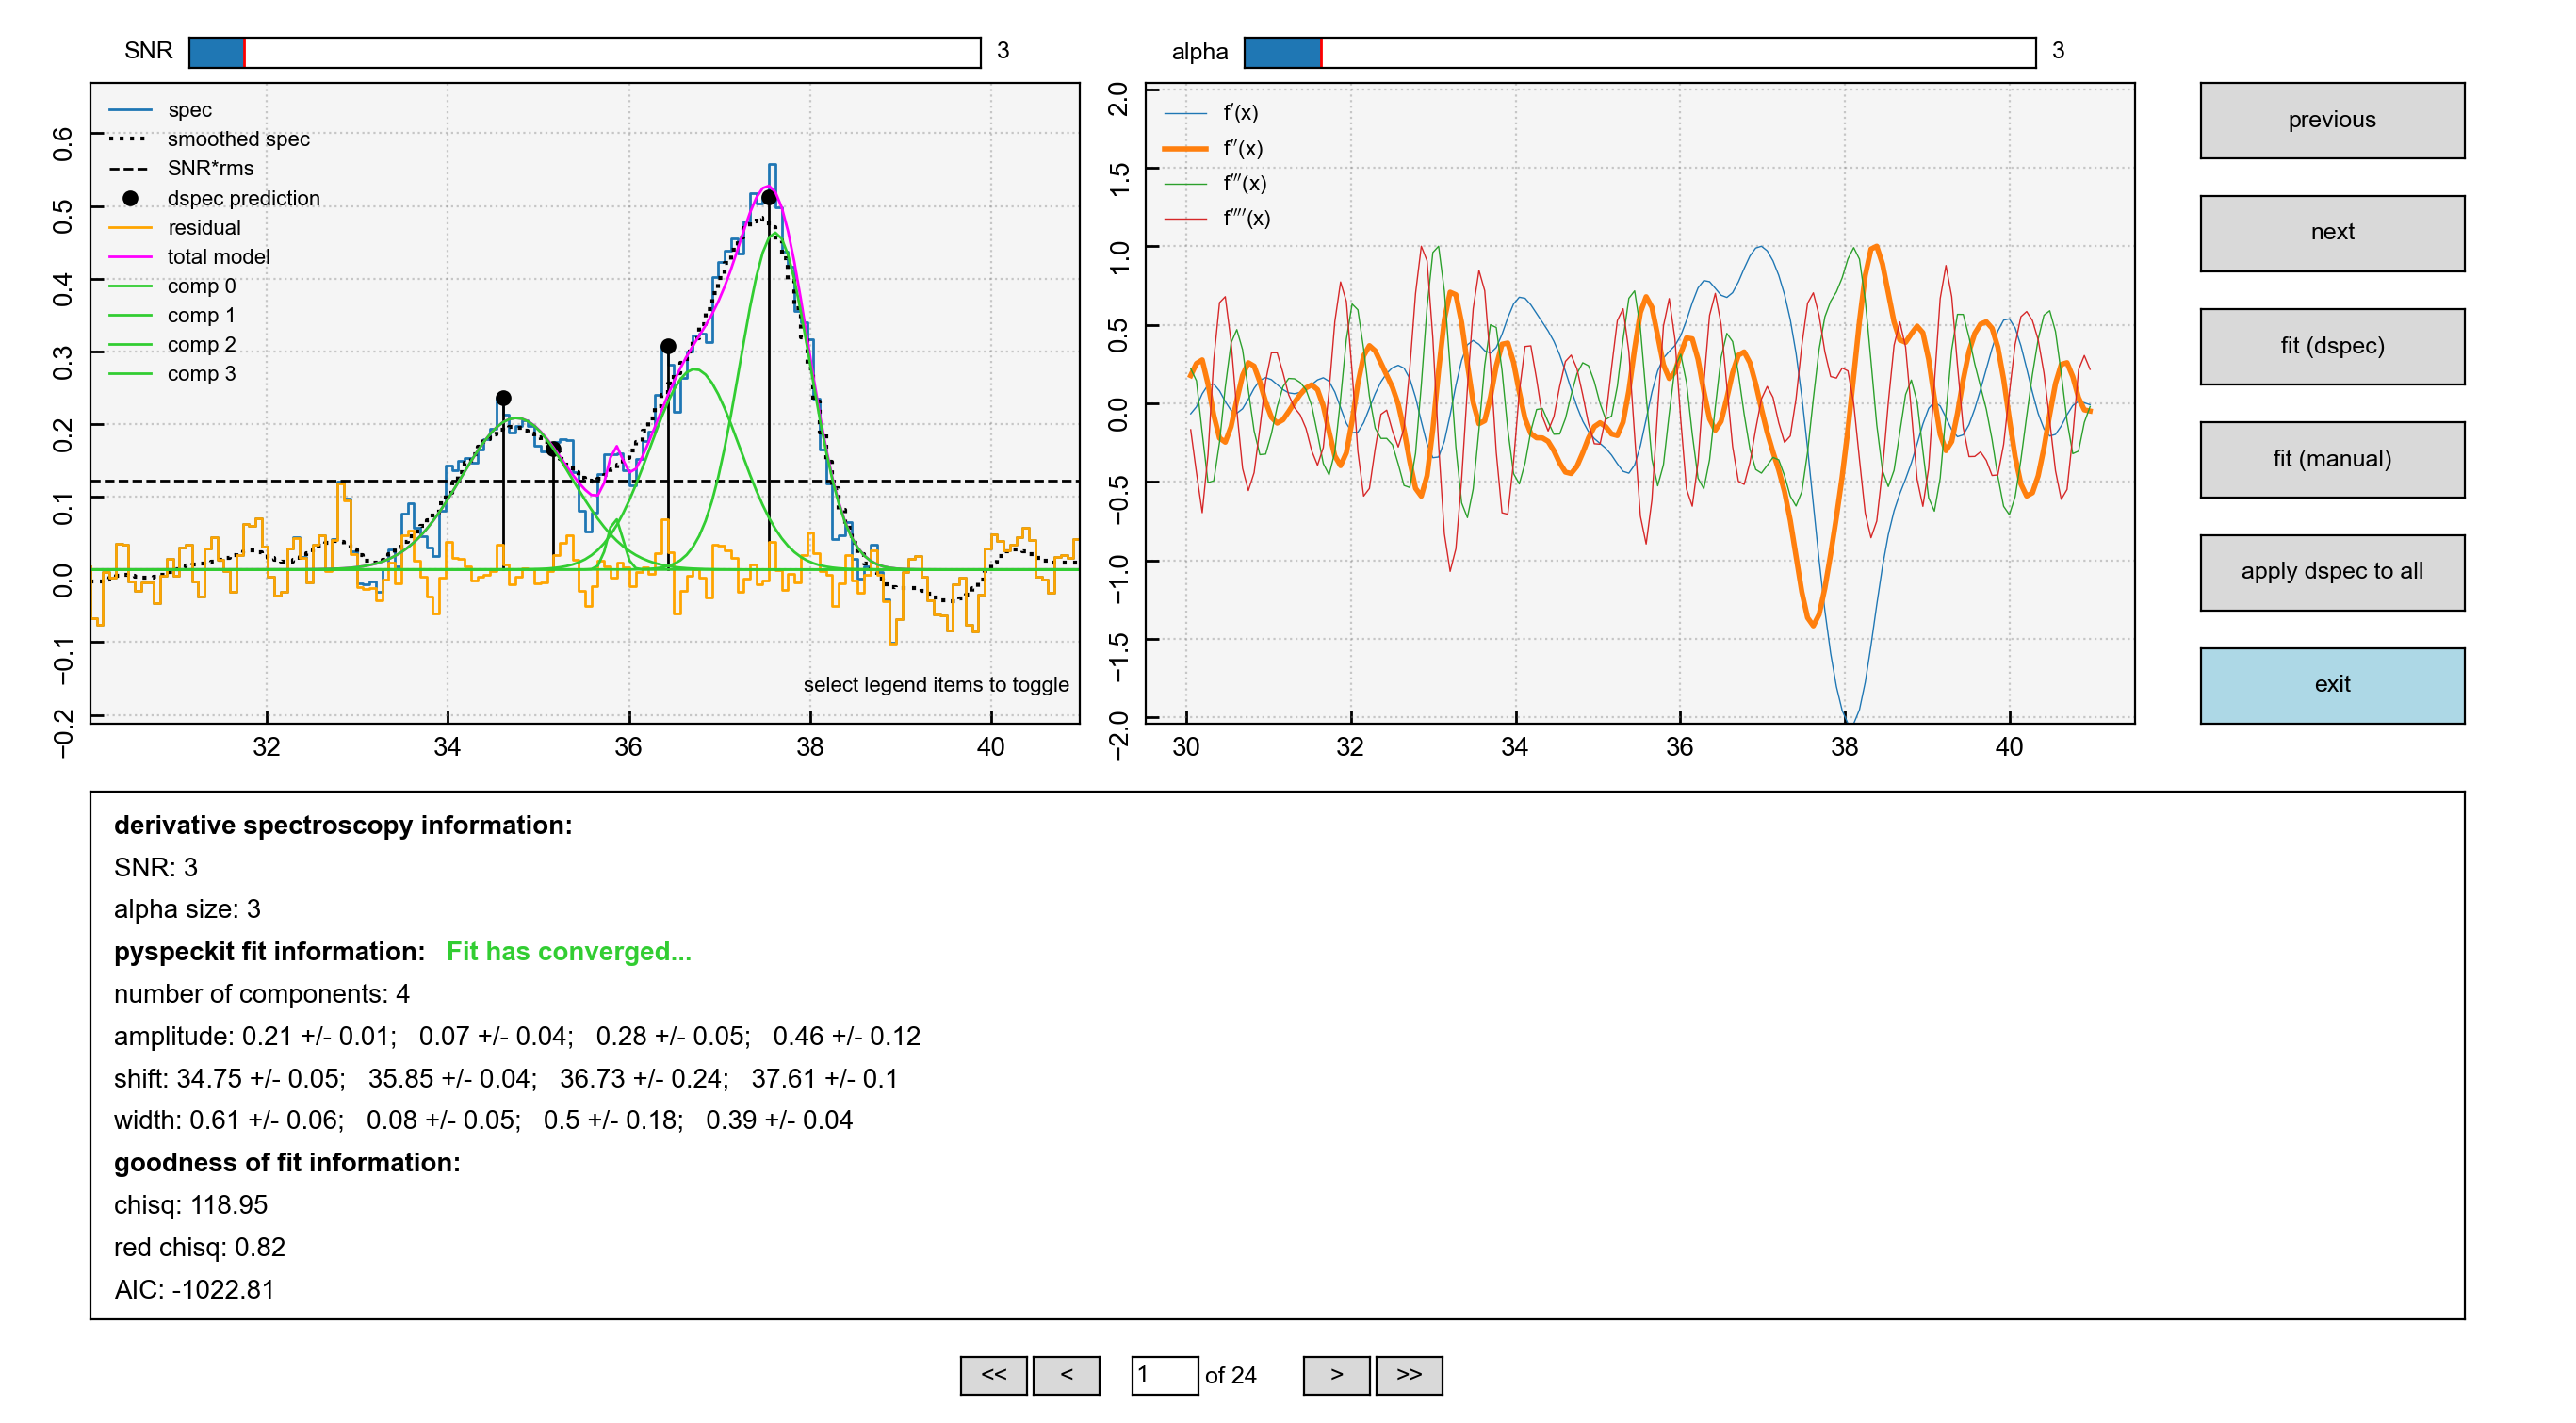 SNR 3
alpha 3
spec
smoothed spec
SNR*rms
dspec prediction
residual
total model
comp 0
comp 1
comp 2
comp 3
0.6
0.5
0.4
0.3
0.2
0.1
0.0
−0.1
−0.2
select legend items to toggle
32 34 36 38 40
f′(x)
f″(x)
f‴(x)
f⁗(x)
2.0
1.5
1.0
0.5
0.0
−0.5
−1.0
−1.5
−2.0
30 32 34 36 38 40
previous
next
fit (dspec)
fit (manual)
apply dspec to all
exit
derivative spectroscopy information:
SNR: 3
alpha size: 3
pyspeckit fit information: Fit has converged...
number of components: 4
amplitude: 0.21 +/- 0.01; 0.07 +/- 0.04; 0.28 +/- 0.05; 0.46 +/- 0.12
shift: 34.75 +/- 0.05; 35.85 +/- 0.04; 36.73 +/- 0.24; 37.61 +/- 0.1
width: 0.61 +/- 0.06; 0.08 +/- 0.05; 0.5 +/- 0.18; 0.39 +/- 0.04
goodness of fit information:
chisq: 118.95
red chisq: 0.82
AIC: -1022.81
<< < 1 of 24 > >>